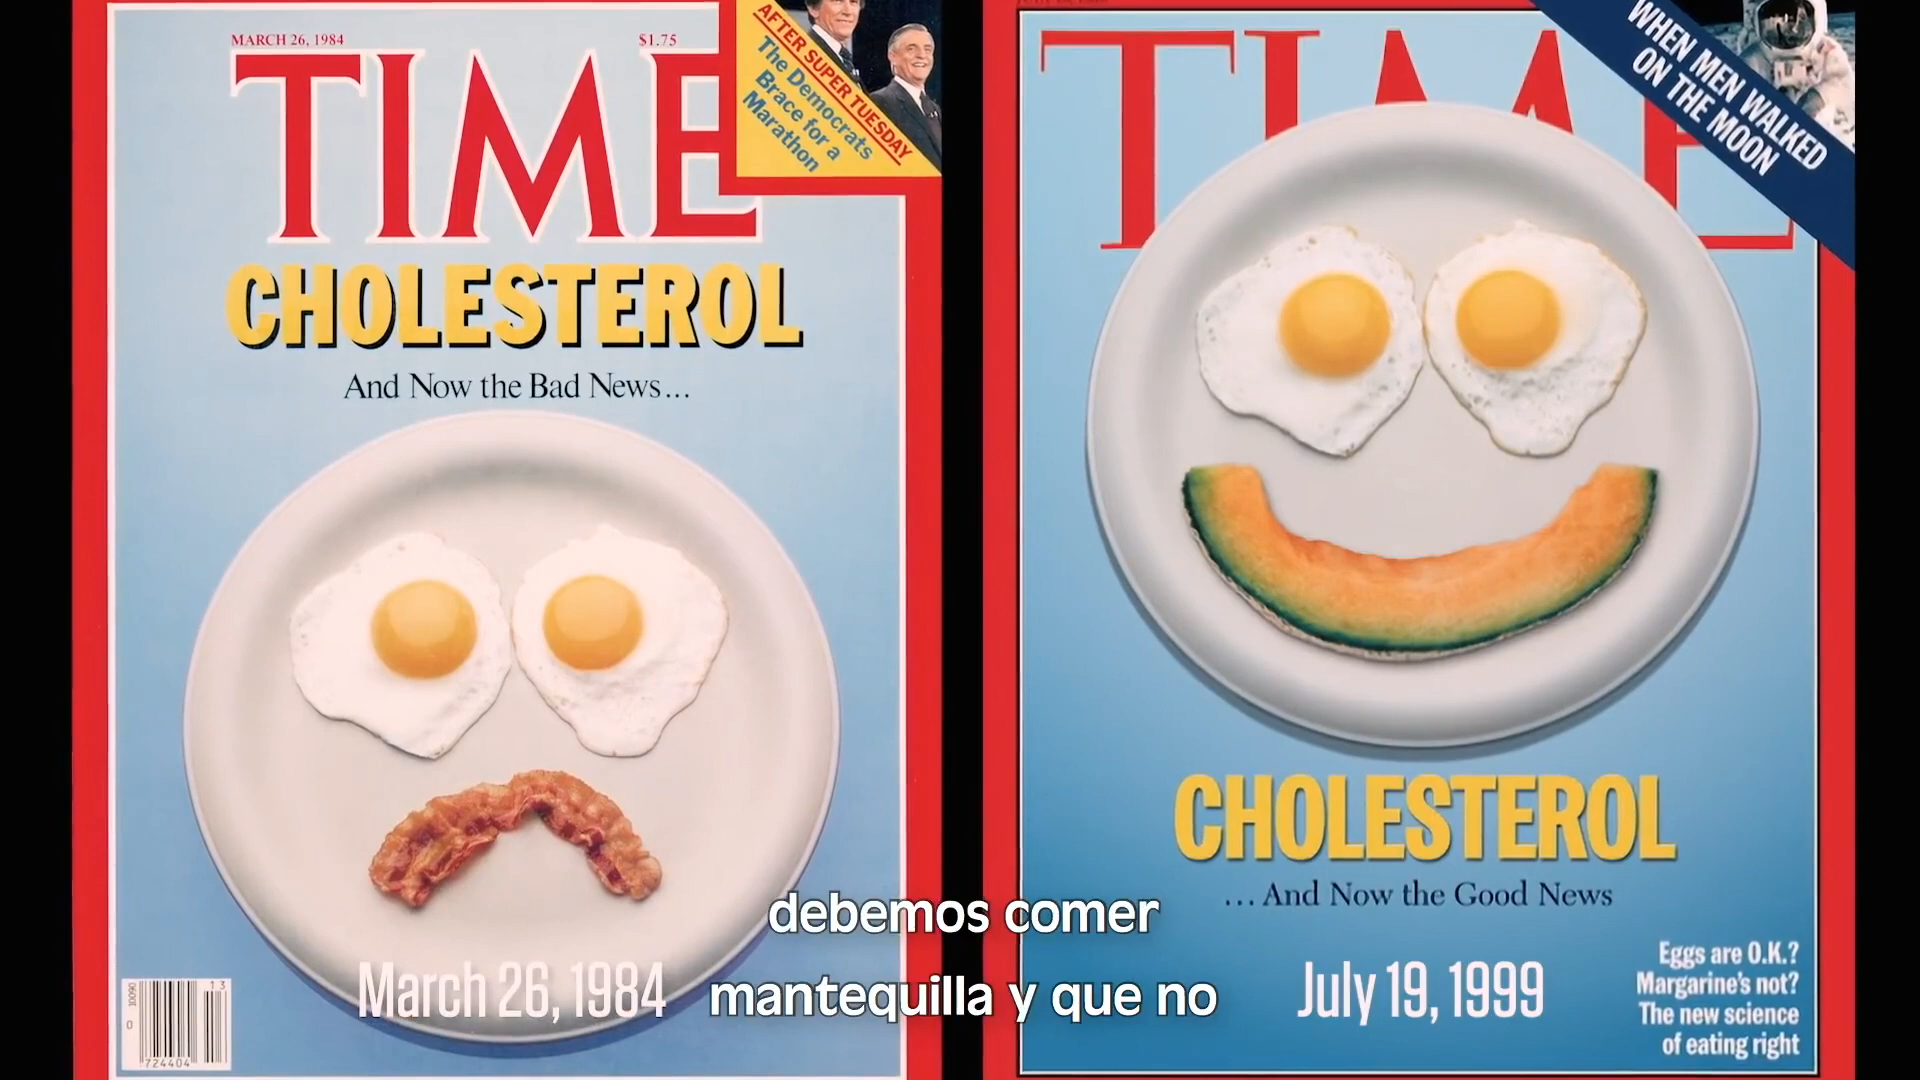 MARCH 26, 1984
$1.75
TIME
AFTER SUPER TUESDAY
The Democrats
Brace for a
Marathon
CHOLESTEROL
And Now the Bad News...
March 26, 1984
13
724404
TIME
WHEN MEN WALKED
ON THE MOON
CHOLESTEROL
...And Now the Good News
Eggs are O.K.?
Margarine's not?
The new science
of eating right
July 19, 1999
debemos comer
mantequilla y que no